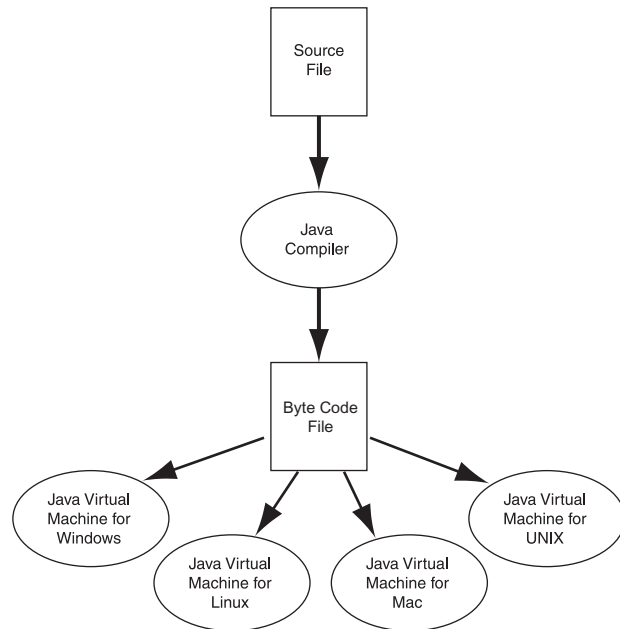 Source
File
Java
Compiler
Byte Code
File
Java Virtual
Machine for
Windows
Java Virtual
Machine for
Linux
Java Virtual
Machine for
Mac
Java Virtual
Machine for
UNIX